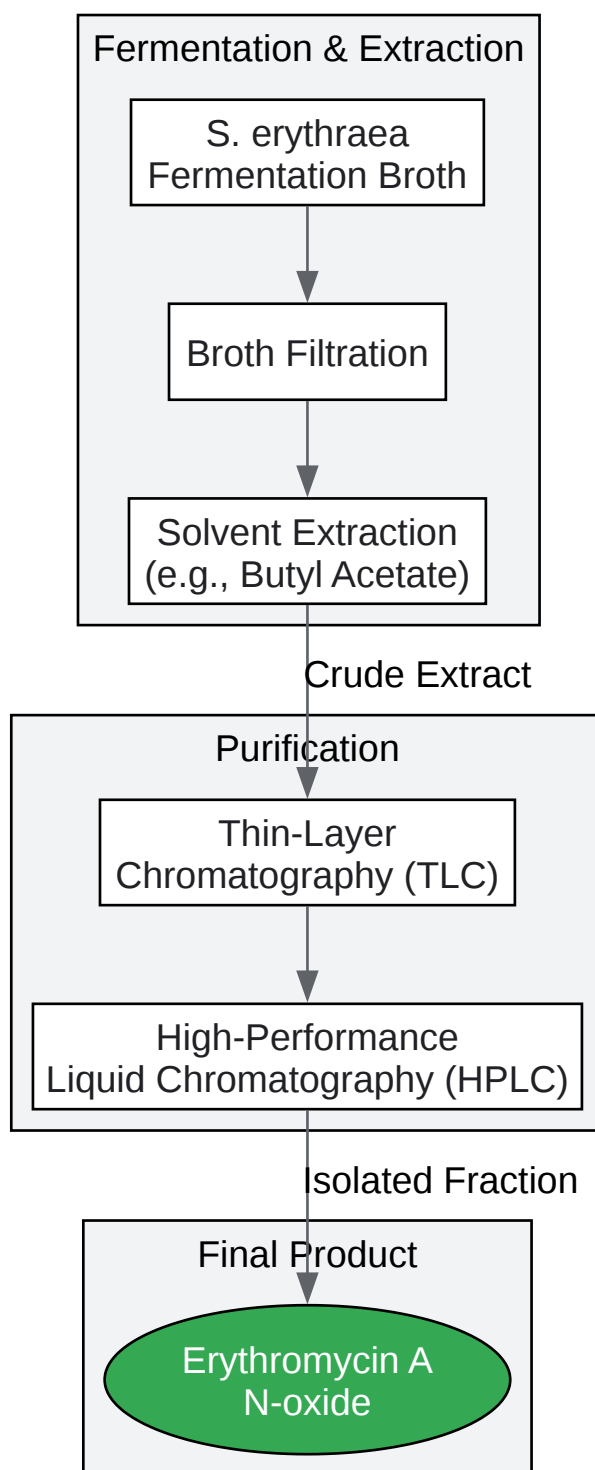 Fermentation & Extraction
S. erythraea
Fermentation Broth
Broth Filtration
Solvent Extraction
(e.g., Butyl Acetate)
Crude Extract
Purification
Thin-Layer
Chromatography (TLC)
High-Performance
Liquid Chromatography (HPLC)
Isolated Fraction
Final Product
Erythromycin A
N-oxide